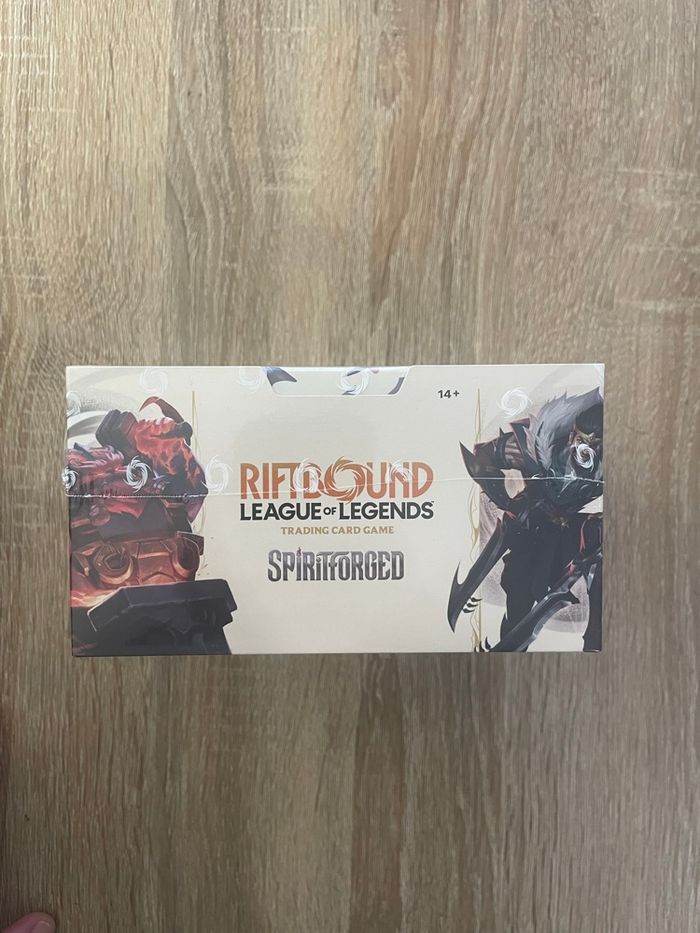 14+
RIFTBOUND
LEAGUE OF LEGENDS
TRADING CARD GAME
SPIRITFORGED